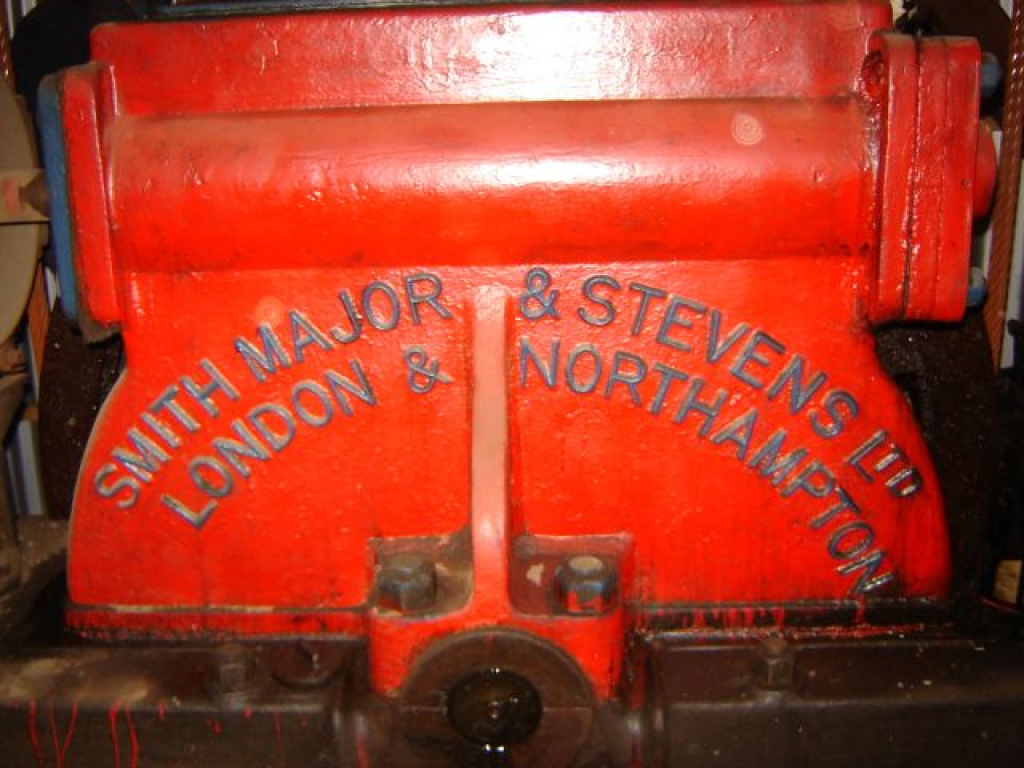 SMITH MAJOR & STEVENS LTD
LONDON & NORTHAMPTON